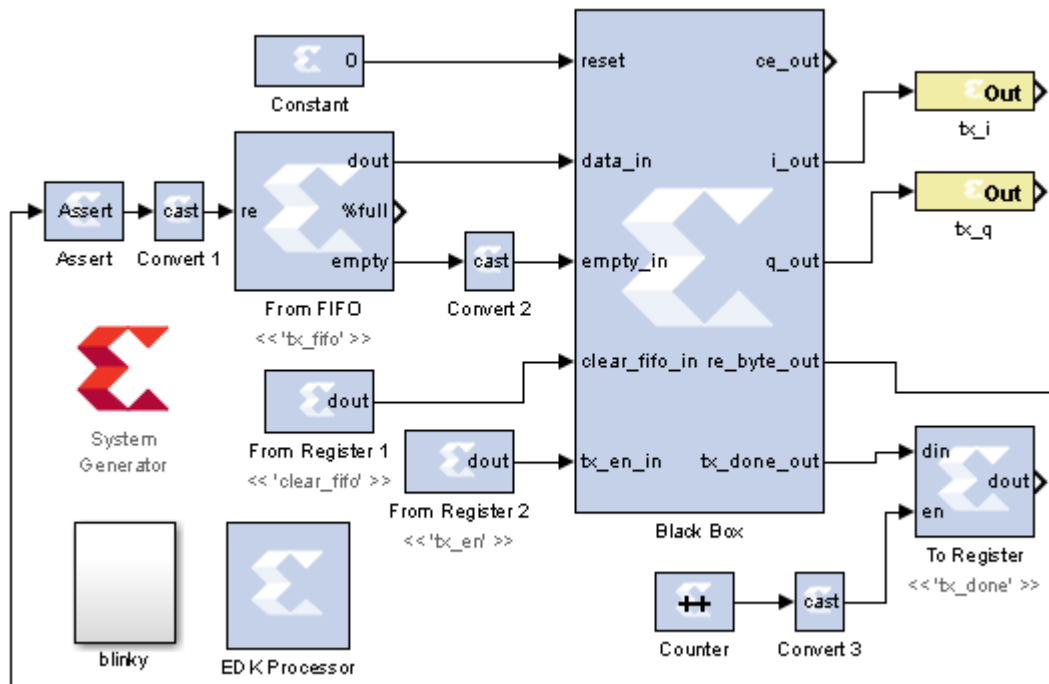 0
Constant
reset
ce_out
Out
tx_i
dout
data_in
i_out
Assert
Assert
cast
Convert 1
re
%full
Out
tx_q
empty
cast
Convert 2
empty_in
q_out
From FIFO
<< 'tx_fifo' >>
clear_fifo_in
re_byte_out
System
Generator
dout
From Register 1
<< 'clear_fifo' >>
dout
From Register 2
<< 'tx_en' >>
tx_en_in
tx_done_out
Black Box
din
dout
en
To Register
<< 'tx_done' >>
blinky
EDK Processor
++
Counter
cast
Convert 3